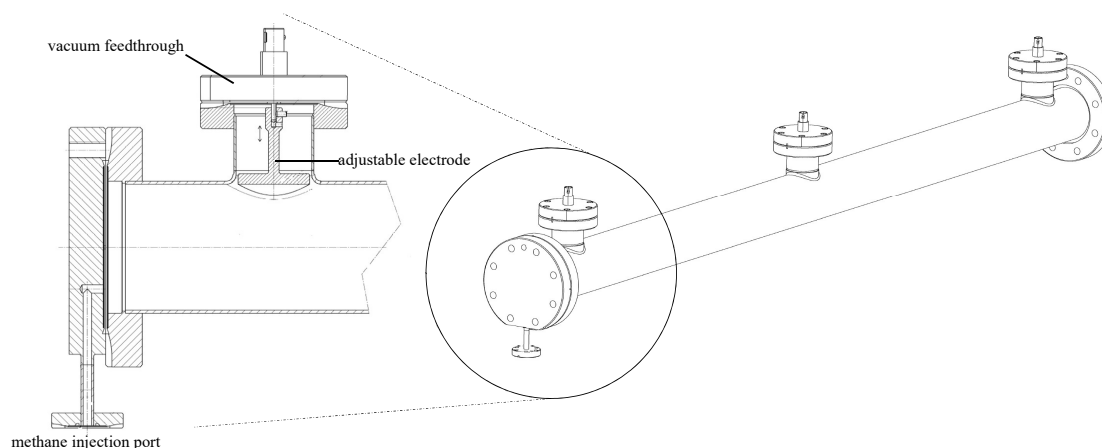 vacuum feedthrough
adjustable electrode
methane injection port